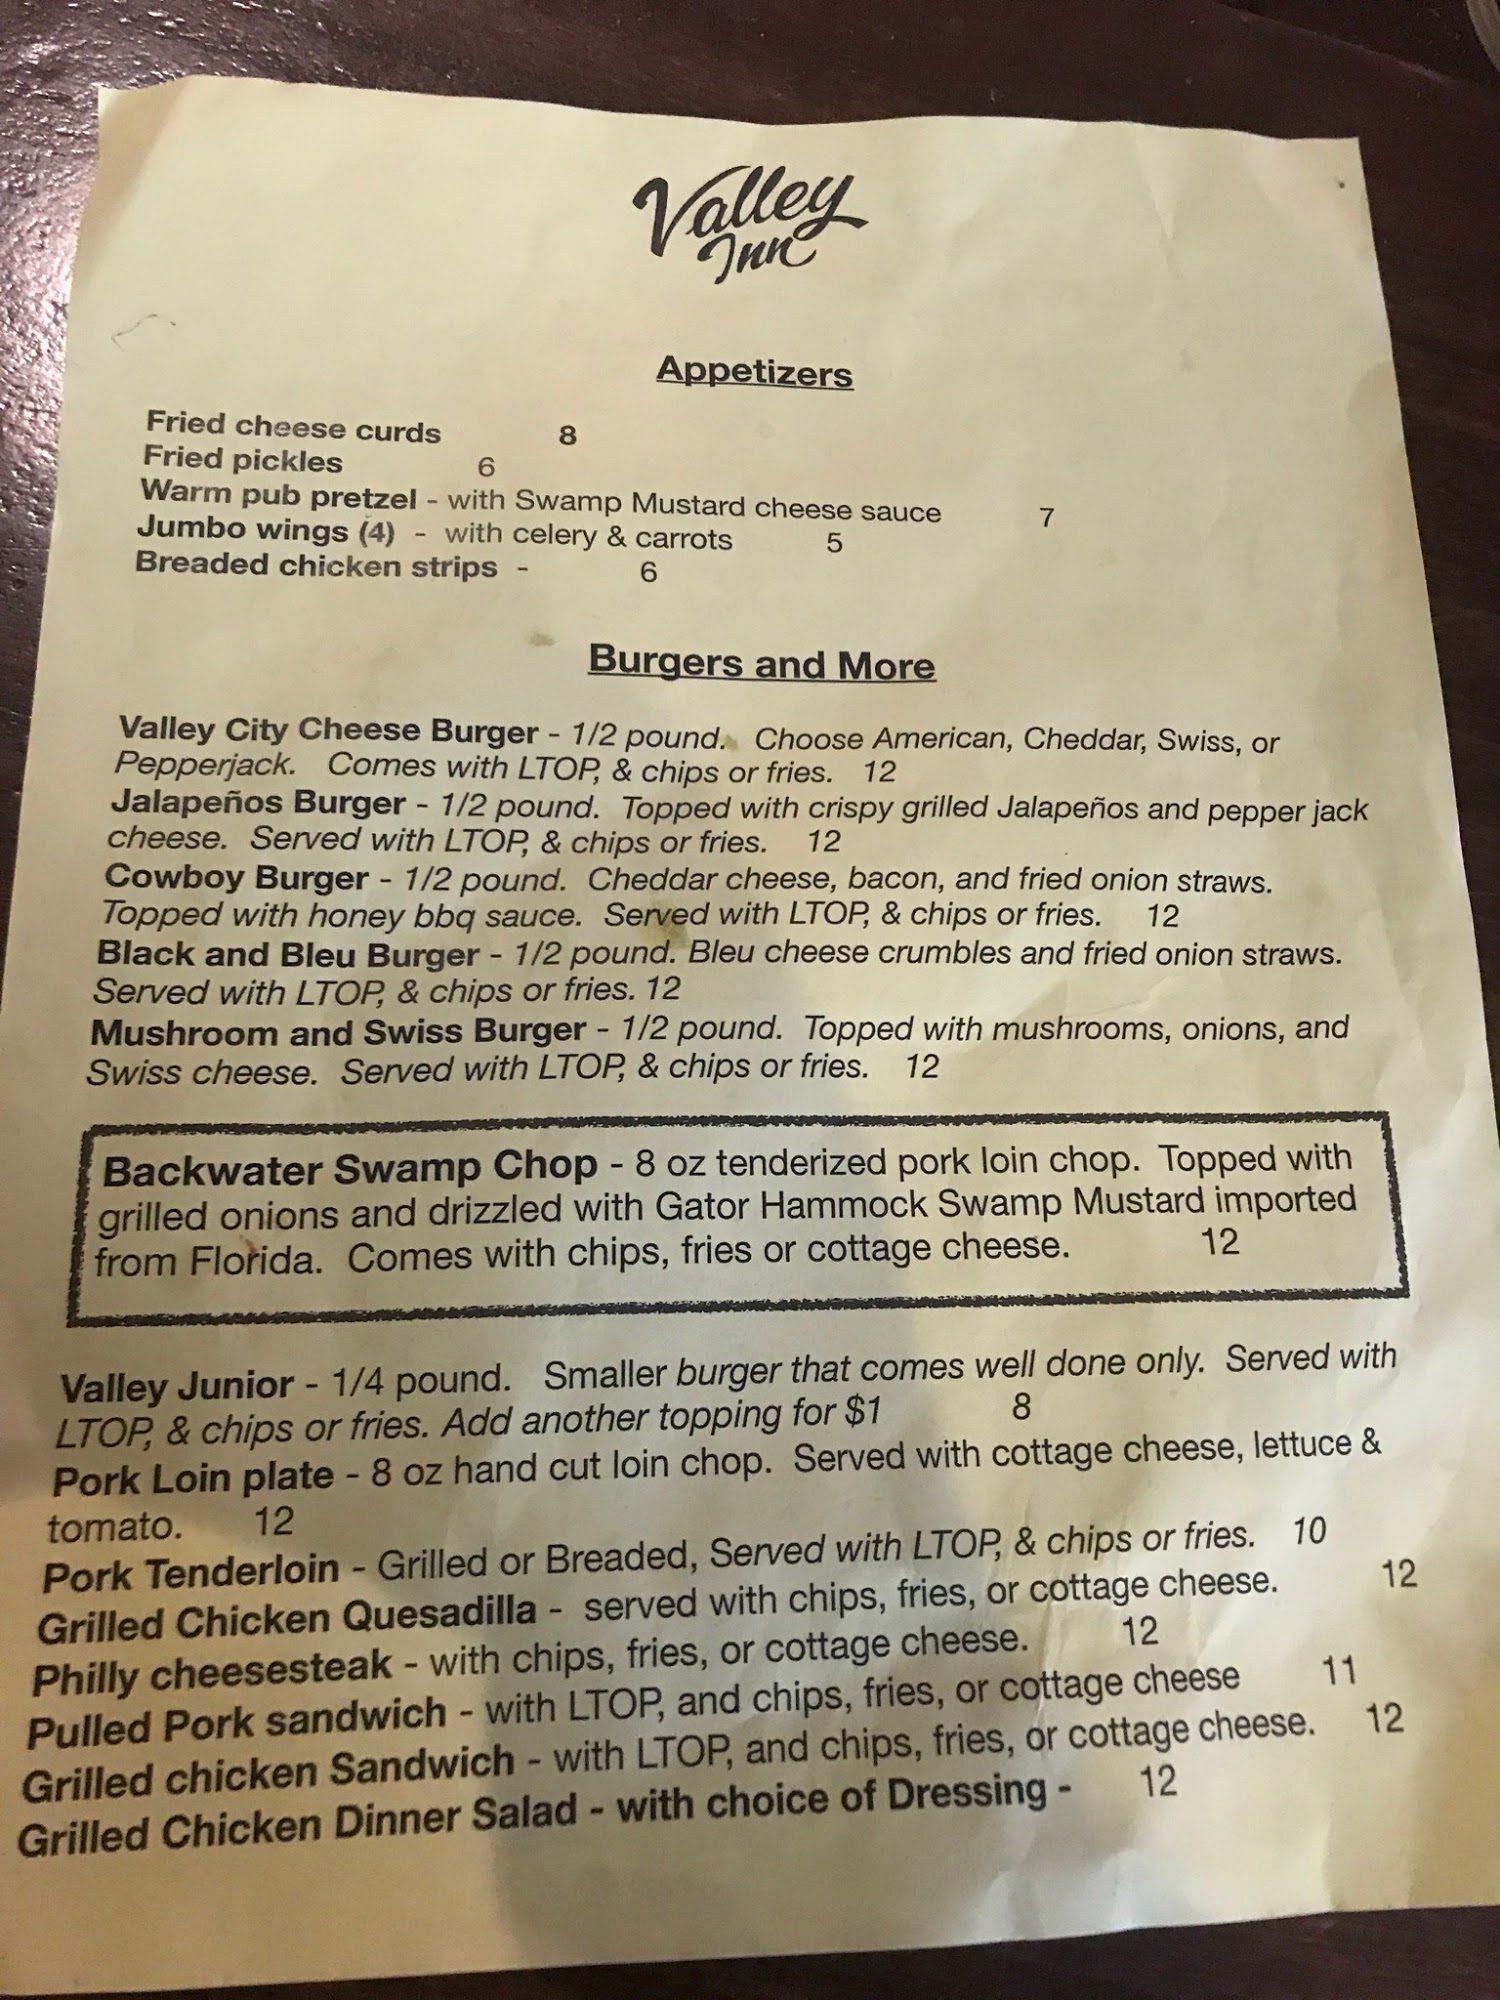 Valley
Inn
Appetizers
Fried cheese curds 8
Fried pickles 6
Warm pub pretzel - with Swamp Mustard cheese sauce 7
Jumbo wings (4) - with celery & carrots 5
Breaded chicken strips - 6
Burgers and More
Valley City Cheese Burger - 1/2 pound. Choose American, Cheddar, Swiss, or
Pepperjack. Comes with LTOP, & chips or fries. 12
Jalapeños Burger - 1/2 pound. Topped with crispy grilled Jalapeños and pepper jack
cheese. Served with LTOP, & chips or fries. 12
Cowboy Burger - 1/2 pound. Cheddar cheese, bacon, and fried onion straws.
Topped with honey bbq sauce. Served with LTOP, & chips or fries. 12
Black and Bleu Burger - 1/2 pound. Bleu cheese crumbles and fried onion straws.
Served with LTOP, & chips or fries. 12
Mushroom and Swiss Burger - 1/2 pound. Topped with mushrooms, onions, and
Swiss cheese. Served with LTOP, & chips or fries. 12
Backwater Swamp Chop - 8 oz tenderized pork loin chop. Topped with
grilled onions and drizzled with Gator Hammock Swamp Mustard imported
from Florida. Comes with chips, fries or cottage cheese. 12
Valley Junior - 1/4 pound. Smaller burger that comes well done only. Served with
LTOP, & chips or fries. Add another topping for $1 8
Pork Loin plate - 8 oz hand cut loin chop. Served with cottage cheese, lettuce &
tomato. 12
Pork Tenderloin - Grilled or Breaded, Served with LTOP, & chips or fries. 10
Grilled Chicken Quesadilla - served with chips, fries, or cottage cheese. 12
Philly cheesesteak - with chips, fries, or cottage cheese. 12
Pulled Pork sandwich - with LTOP, and chips, fries, or cottage cheese 11
Grilled chicken Sandwich - with LTOP, and chips, fries, or cottage cheese. 12
Grilled Chicken Dinner Salad - with choice of Dressing - 12